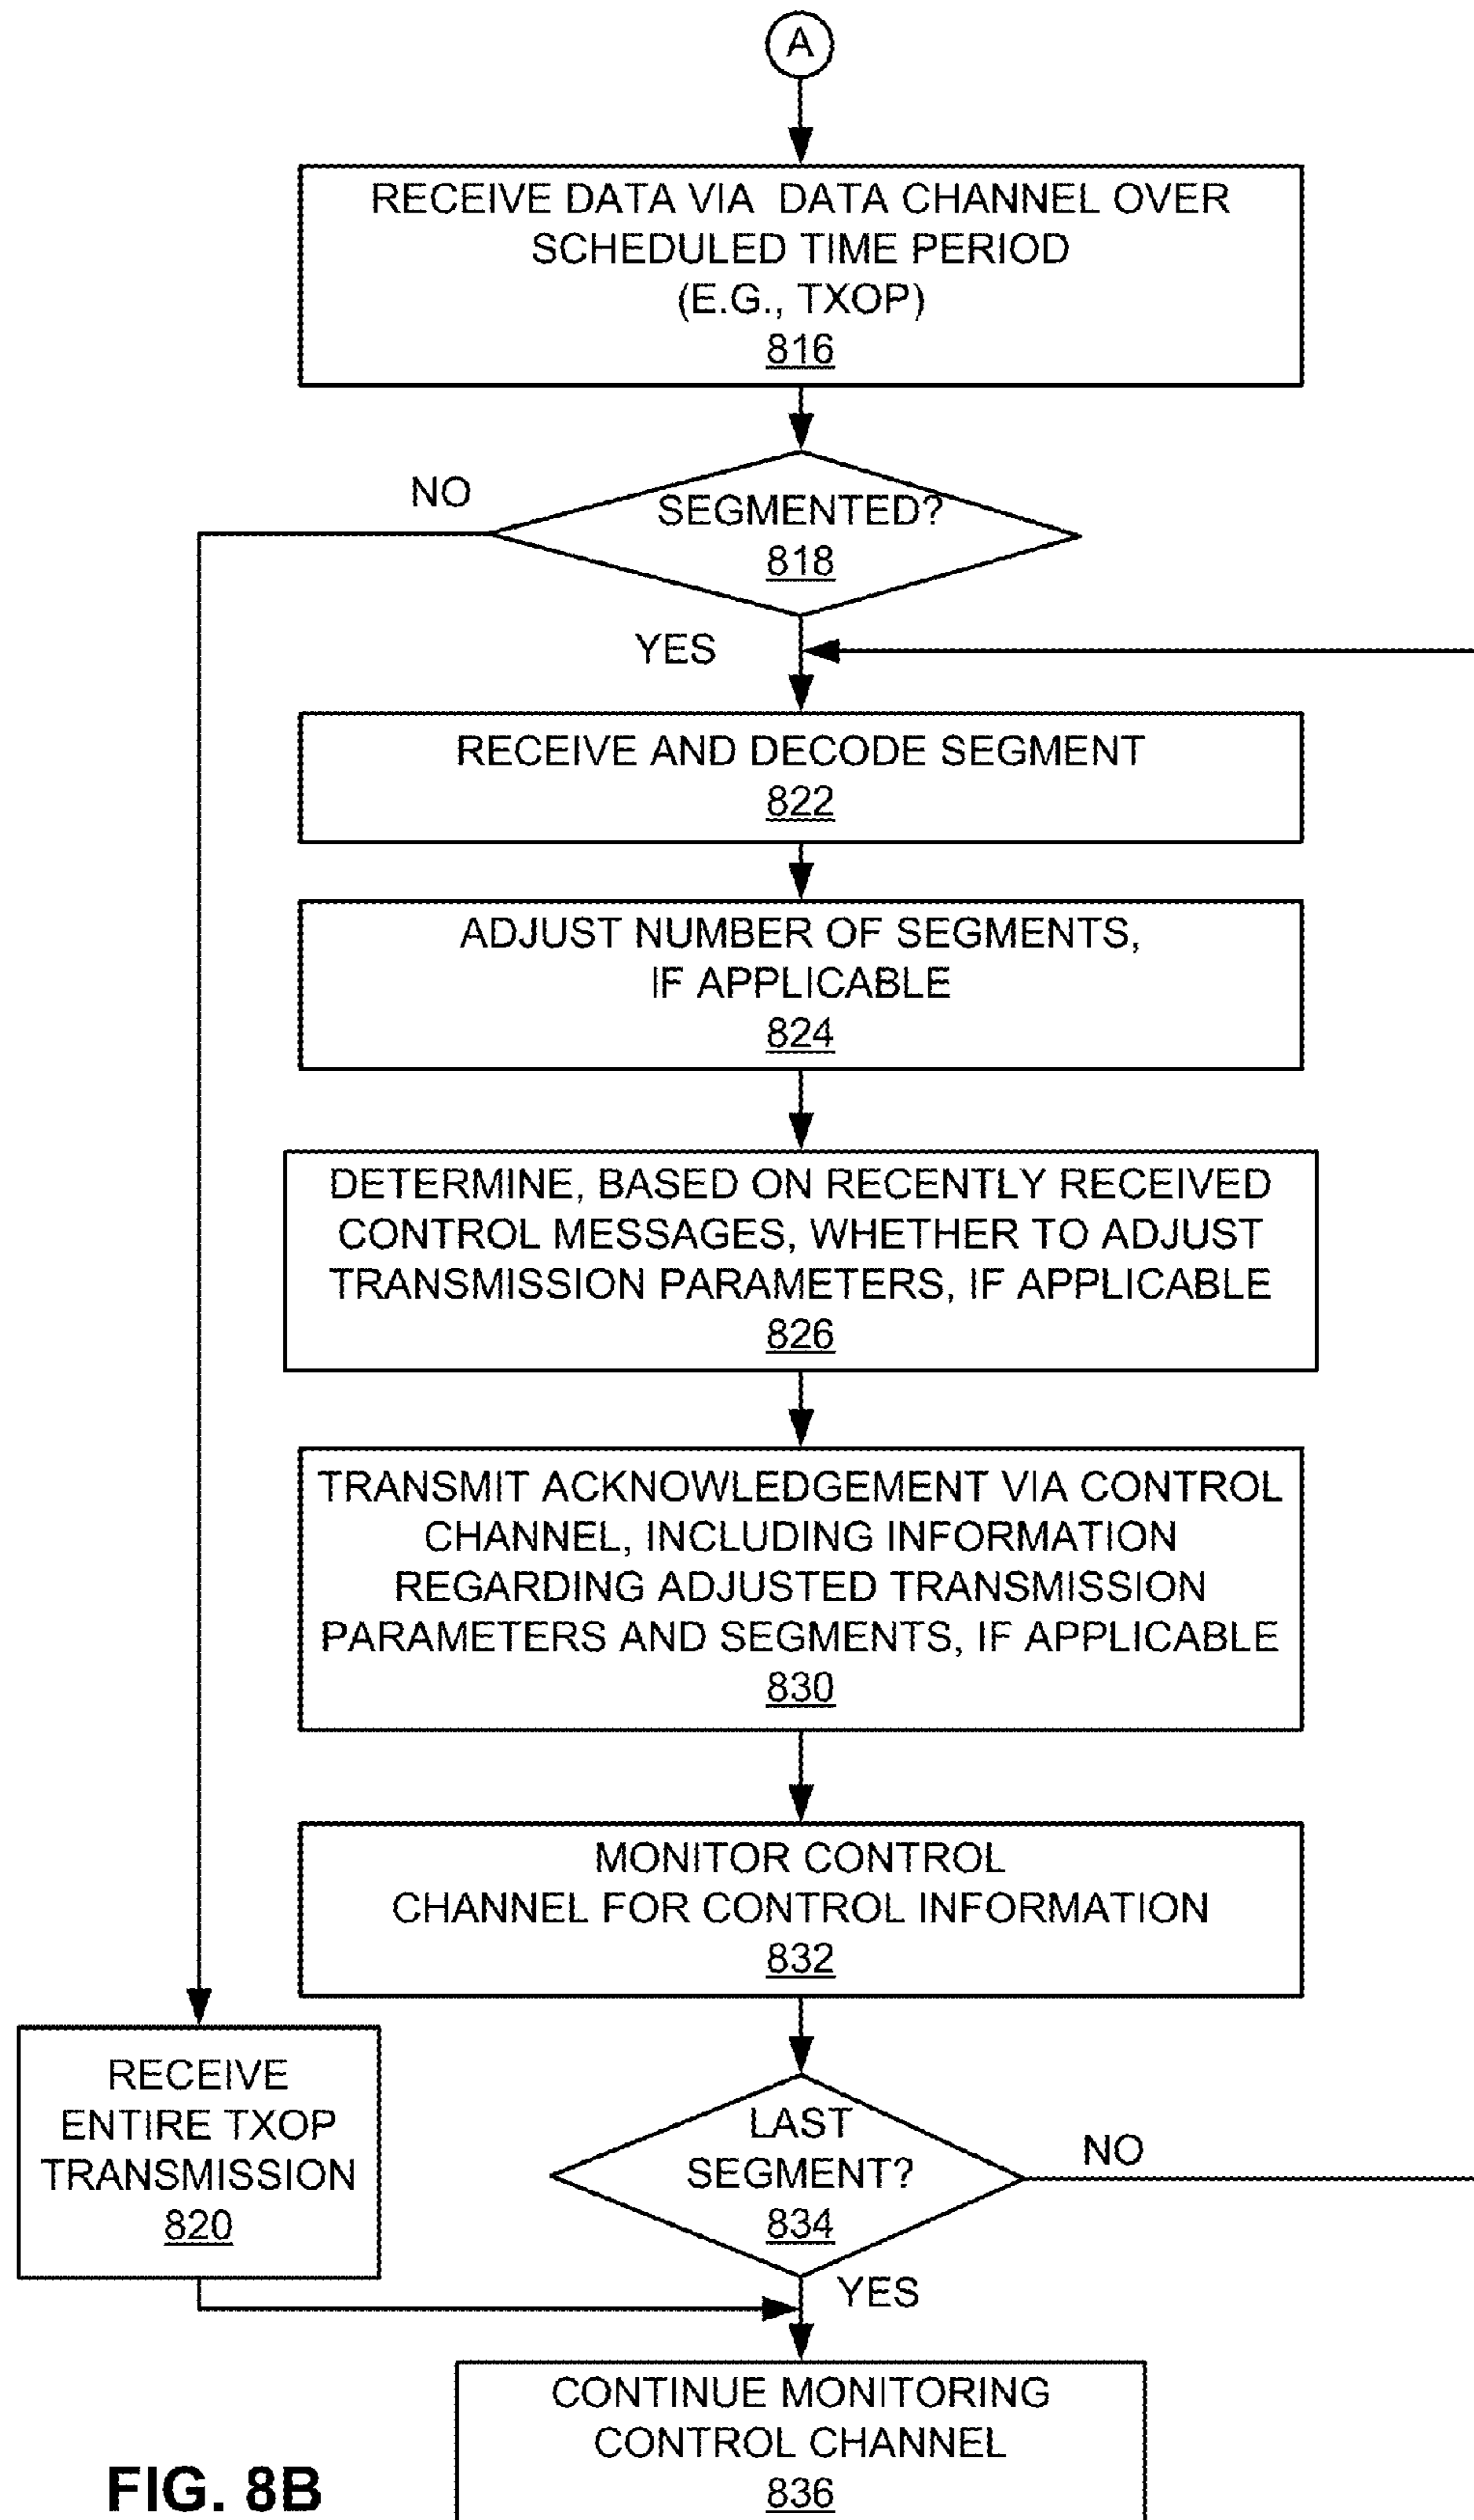 A
RECEIVE DATA VIA DATA CHANNEL OVER
SCHEDULED TIME PERIOD
(E.G., TXOP)
816
NO
SEGMENTED?
818
YES
RECEIVE AND DECODE SEGMENT
822
ADJUST NUMBER OF SEGMENTS,
IF APPLICABLE
824
DETERMINE, BASED ON RECENTLY RECEIVED
CONTROL MESSAGES, WHETHER TO ADJUST
TRANSMISSION PARAMETERS, IF APPLICABLE
826
TRANSMIT ACKNOWLEDGEMENT VIA CONTROL
CHANNEL, INCLUDING INFORMATION
REGARDING ADJUSTED TRANSMISSION
PARAMETERS AND SEGMENTS, IF APPLICABLE
830
MONITOR CONTROL
CHANNEL FOR CONTROL INFORMATION
832
RECEIVE
ENTIRE TXOP
TRANSMISSION
820
LAST
SEGMENT?
834
NO
YES
CONTINUE MONITORING
CONTROL CHANNEL
836
FIG. 8B